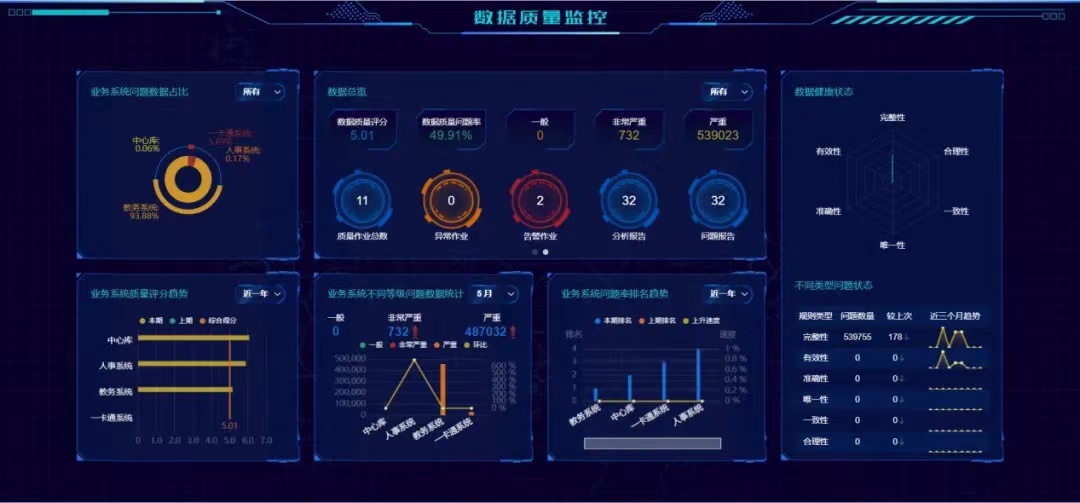 数据质量监控
业务系统问题数据占比
所有
中心库:
0.06%
一卡通系统:
5.89%
人事系统:
0.17%
教务系统:
93.88%
数据总览
所有
数据质量评分
5.01
数据质量问题率
49.91%
一般
0
非常严重
732
严重
539023
11
质量作业总数
0
异常作业
2
告警作业
32
分析报告
32
问题报告
数据健康状态
完整性
有效性
合理性
准确性
一致性
唯一性
不同类型问题状态
规则类型 问题数量 较上次 近三个月趋势
完整性 539755 178↓
有效性 0 0↓
准确性 0 0↓
唯一性 0 0↓
一致性 0 0↓
合理性 0 0↓
业务系统质量评分趋势
近一年
本期 上期 综合得分
中心库
人事系统
教务系统
一卡通系统
5.01
0 1.0 2.0 3.0 4.0 5.0 6.0 7.0
业务系统不同等级问题数据统计
5 月
一般
0
非常严重
732
严重
487032
一般 非常严重 严重 环比
500,000
400,000
300,000
200,000
100,000
0
600 %
500 %
400 %
300 %
200 %
100 %
0 %
中心库
人事系统
教务系统
一卡通系统
业务系统问题率排名趋势
近一年
本期排名 上期排名 上升速度
排名
速度
4
3
2
1
0
1 %
0.8 %
0.6 %
0.4 %
0.2 %
0 %
教务系统
中心库
一卡通系统
人事系统